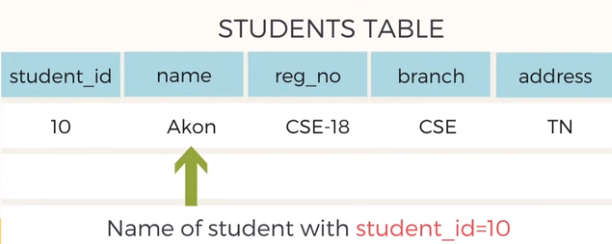 STUDENTS TABLE
student_id name reg_no branch address
10 Akon CSE-18 CSE TN
Name of student with student_id=10